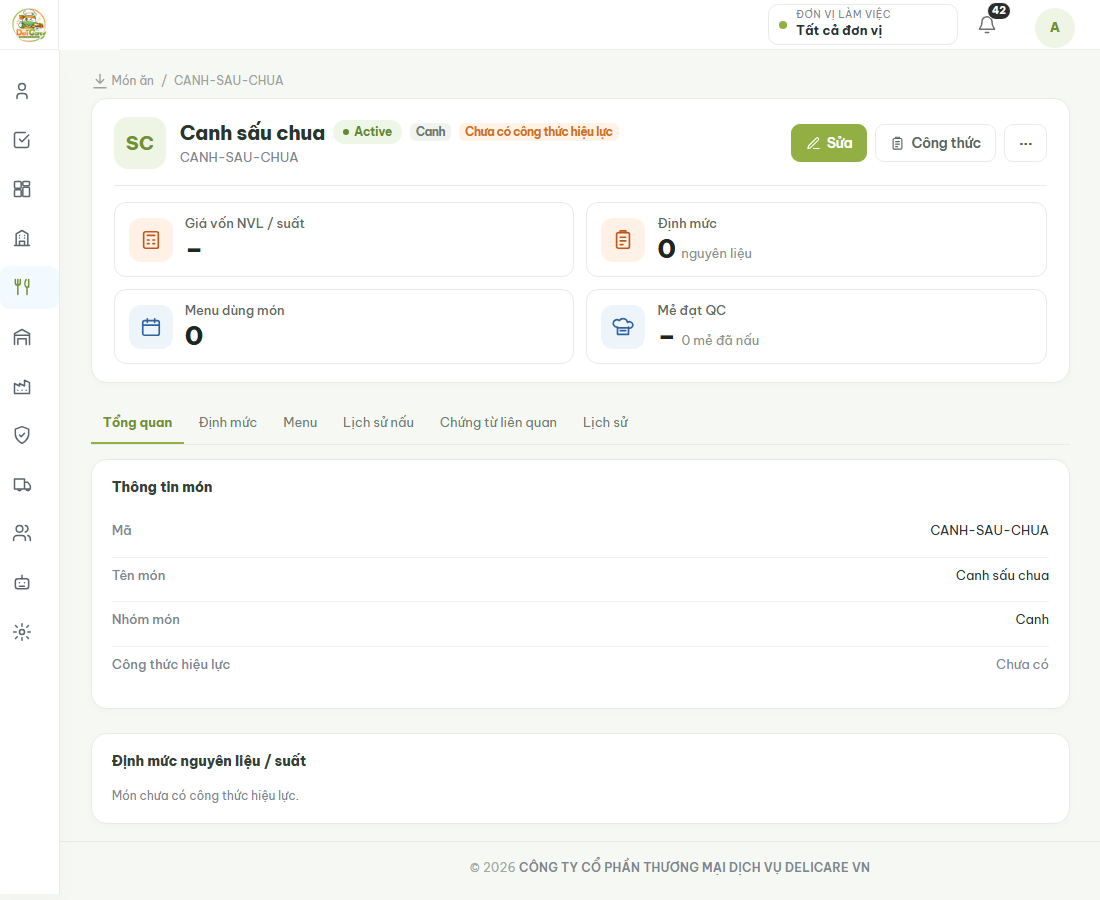 ĐƠN VỊ LÀM VIỆC
Tất cả đơn vị
42
A
Món ăn / CANH-SAU-CHUA
SC
Canh sấu chua
Active
Canh
Chưa có công thức hiệu lực
CANH-SAU-CHUA
Sửa
Công thức
...
Giá vốn NVL / suất
–
Định mức
0 nguyên liệu
Menu dùng món
0
Mẻ đạt QC
– 0 mẻ đã nấu
Tổng quan
Định mức
Menu
Lịch sử nấu
Chứng từ liên quan
Lịch sử
Thông tin món
Mã
CANH-SAU-CHUA
Tên món
Canh sấu chua
Nhóm món
Canh
Công thức hiệu lực
Chưa có
Định mức nguyên liệu / suất
Món chưa có công thức hiệu lực.
© 2026 CÔNG TY CỔ PHẦN THƯƠNG MẠI DỊCH VỤ DELICARE VN